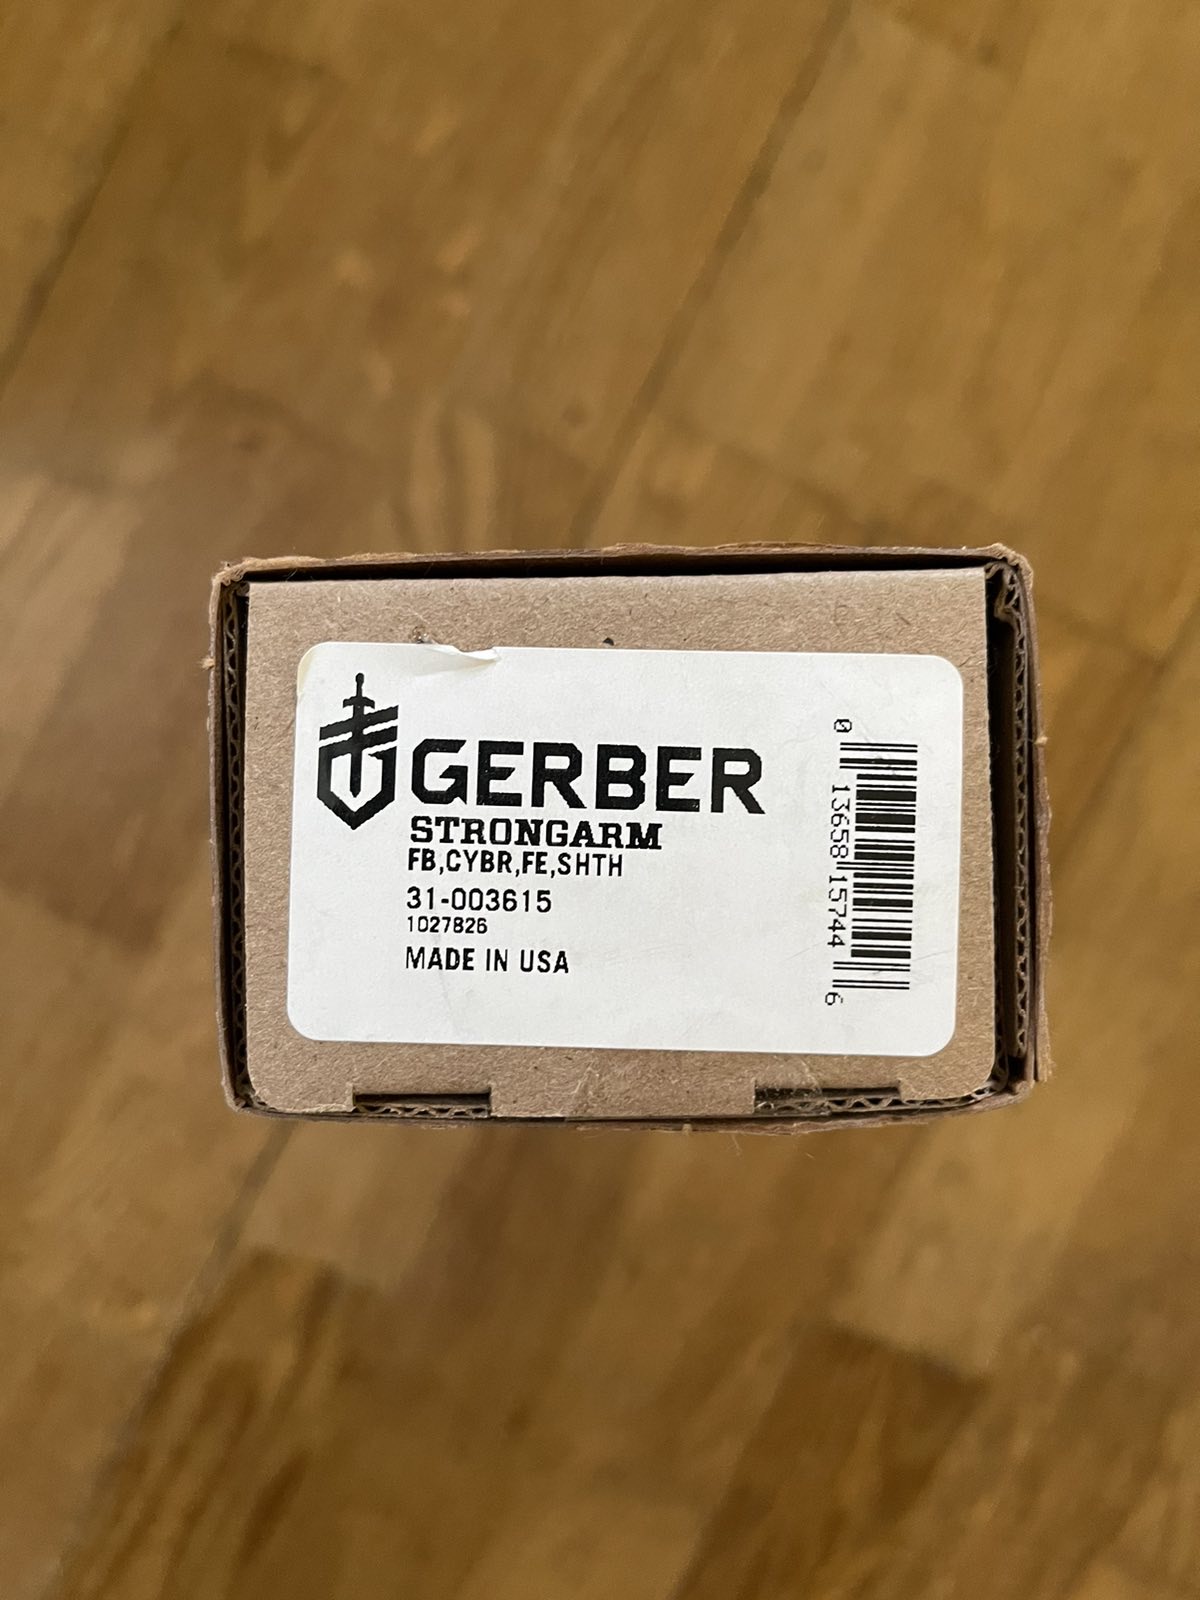 GERBER
STRONGARM
FB,CYBR,FE,SHTH
31-003615
1027826
MADE IN USA
0 13658 15744 6